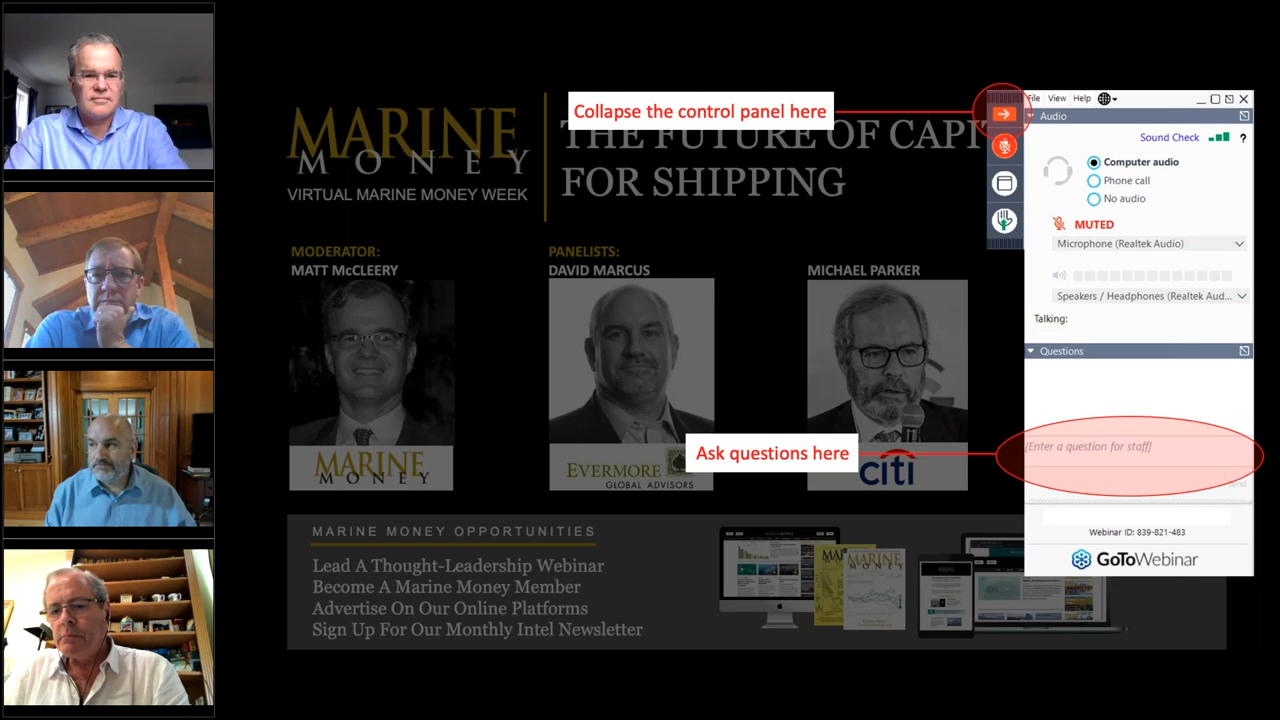 MARINE
MONEY
VIRTUAL MARINE MONEY WEEK
THE FUTURE OF CAPI
FOR SHIPPING
Collapse the control panel here
MODERATOR:
MATT McCLEERY
PANELISTS:
DAVID MARCUS
MICHAEL PARKER
MARINE
MONEY
EVERMORE
GLOBAL ADVISORS
citi
Ask questions here
MARINE MONEY OPPORTUNITIES
Lead A Thought-Leadership Webinar
Become A Marine Money Member
Advertise On Our Online Platforms
Sign Up For Our Monthly Intel Newsletter
MARINE
File View Help
Audio
Sound Check ?
Computer audio
Phone call
No audio
MUTED
Microphone (Realtek Audio)
Speakers / Headphones (Realtek Aud...
Talking:
Questions
[Enter a question for staff]
Send
Webinar ID: 839-821-483
GoToWebinar